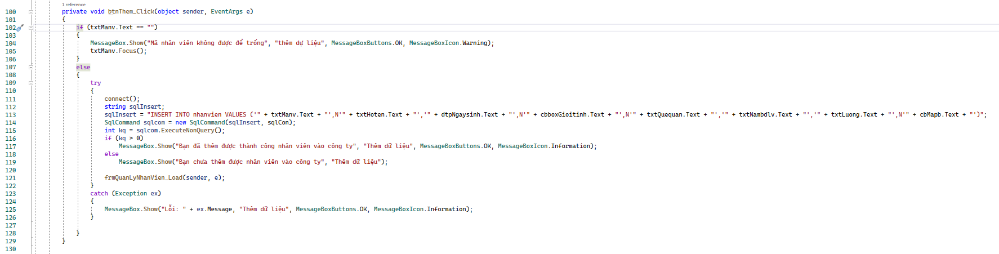 1 reference
100 private void btnThem_Click(object sender, EventArgs e)
101 {
102 if (txtManv.Text == "")
103 {
104 MessageBox.Show("Mã nhân viên không được để trống", "thêm dự liệu", MessageBoxButtons.OK, MessageBoxIcon.Warning);
105 txtManv.Focus();
106 }
107 else
108 {
109 try
110 {
111 connect();
112 string sqlInsert;
113 sqlInsert = "INSERT INTO nhanvien VALUES ('" + txtManv.Text + "',N'" + txtHoten.Text + "','" + dtpNgaysinh.Text + "',N'" + cbboxGioitinh.Text + "',N'" + txtQuequan.Text + "','" + txtNambdlv.Text + "','" + txtLuong.Text + "',N'" + cbMapb.Text + "')";
114 SqlCommand sqlcom = new SqlCommand(sqlInsert, sqlCon);
115 int kq = sqlcom.ExecuteNonQuery();
116 if (kq > 0)
117 MessageBox.Show("Bạn đã thêm được thành công nhân viên vào công ty", "Thêm dữ liệu", MessageBoxButtons.OK, MessageBoxIcon.Information);
118 else
119 MessageBox.Show("Bạn chưa thêm được nhân viên vào công ty", "Thêm dữ liệu");
120
121 frmQuanLyNhanVien_Load(sender, e);
122 }
123 catch (Exception ex)
124 {
125 MessageBox.Show("Lỗi: " + ex.Message, "Thêm dữ liệu", MessageBoxButtons.OK, MessageBoxIcon.Information);
126 }
127
128 }
129 }
130